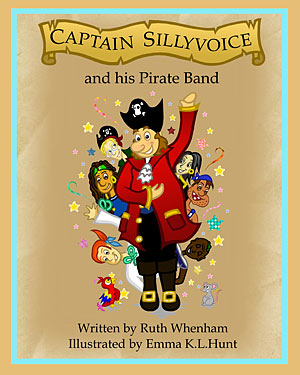 CAPTAIN SILLYVOICE
and his Pirate Band
Written by Ruth Whenham
Illustrated by Emma K.L.Hunt